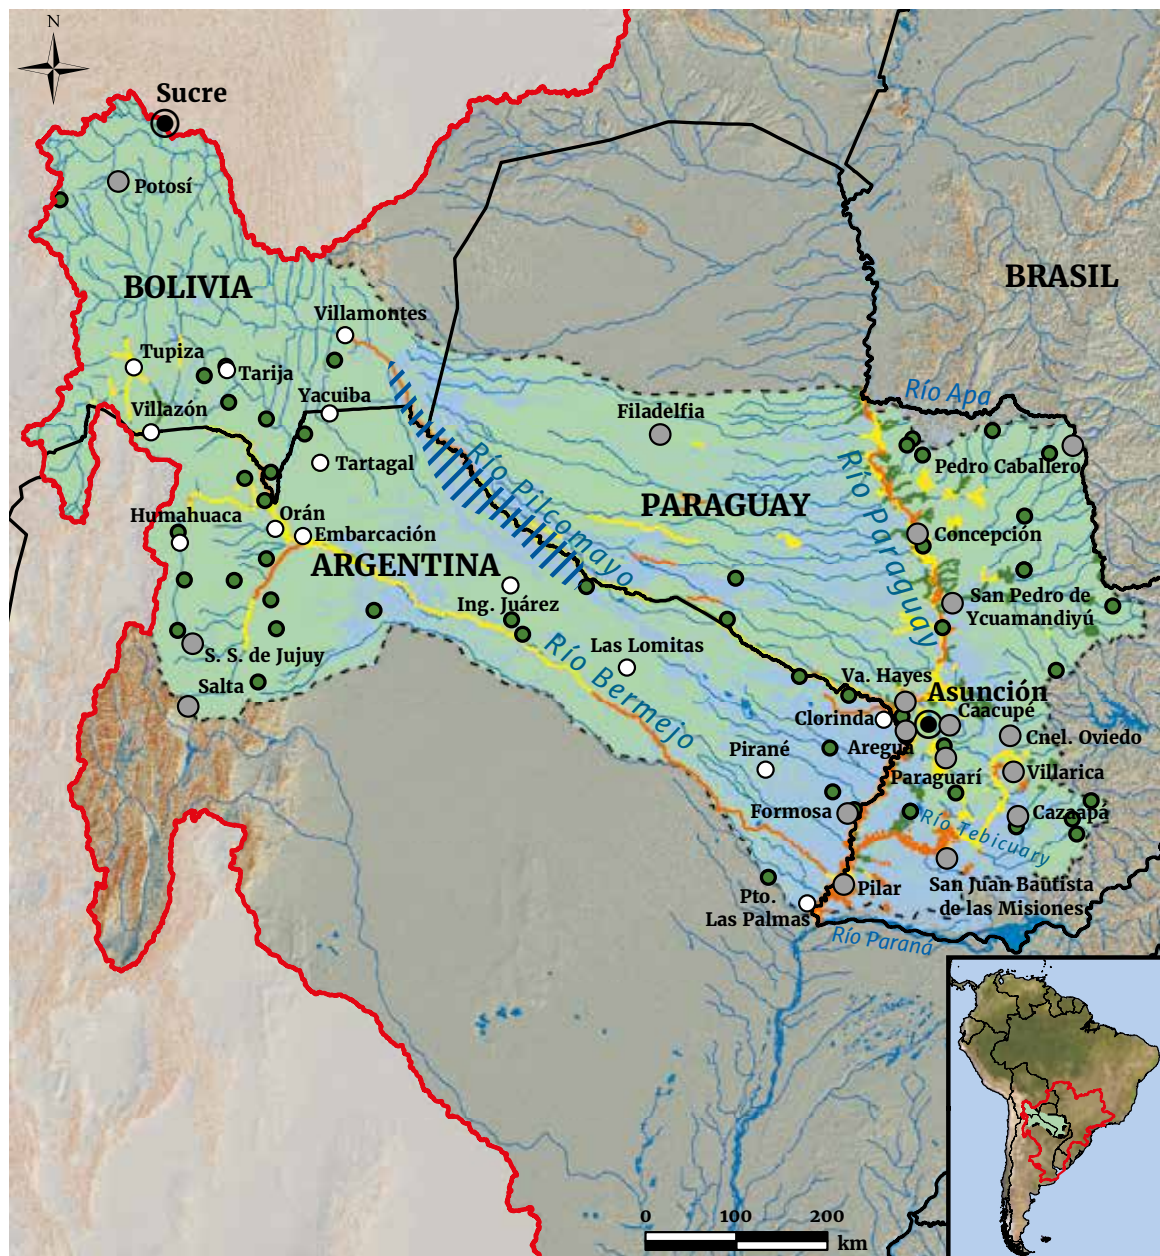 N
Sucre
Potosí
BOLIVIA
BRASIL
Villamontes
Tupiza
Tarija
Río Apa
Yacuiba
Villazón
Filadelfia
Pedro Caballero
Tartagal
Río Pilcomayo
Río Paraguay
PARAGUAY
Humahuaca
Orán
Embarcación
Concepción
ARGENTINA
Ing. Juárez
San Pedro de
Ycuamandiyú
Las Lomitas
S. S. de Jujuy
Río Bermejo
Salta
Va. Hayes
Asunción
Caacupé
Clorinda
Cnel. Oviedo
Pirané
Areguá
Paraguarí
Villarica
Formosa
Cazaapá
Río Tebicuary
Pilar
San Juan Bautista
de las Misiones
Pto.
Las Palmas
Río Paraná
0 100 200
km